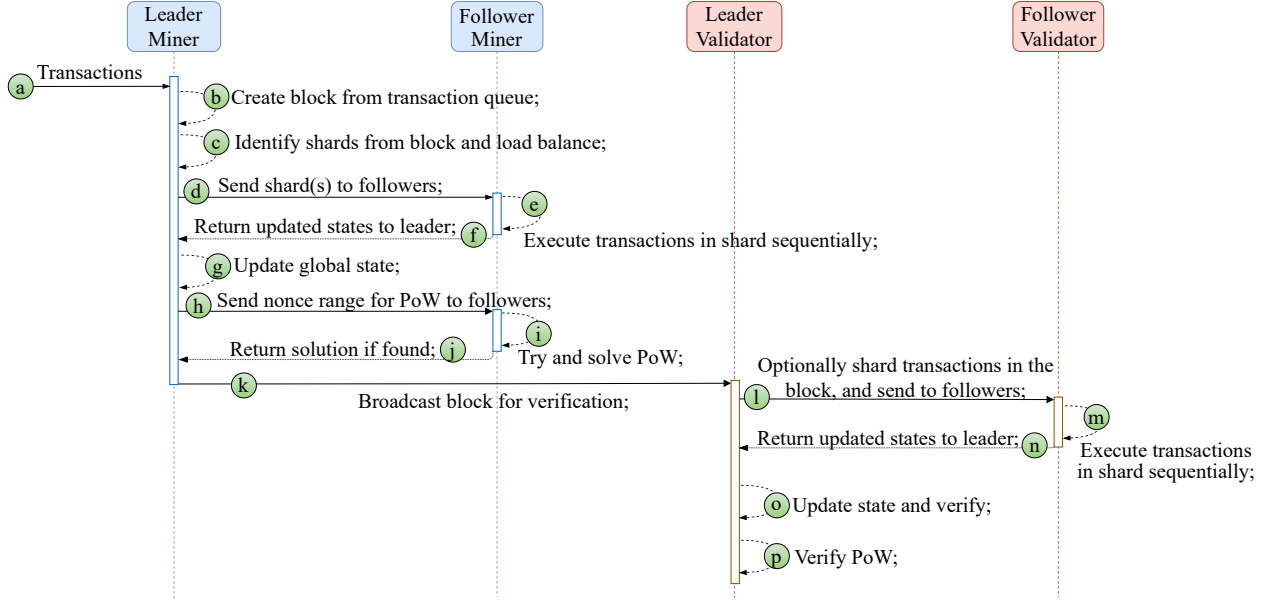 Leader
Miner
Follower
Miner
Leader
Validator
Follower
Validator
a
Transactions
b
Create block from transaction queue;
c
Identify shards from block and load balance;
d
Send shard(s) to followers;
e
Execute transactions in shard sequentially;
f
Return updated states to leader;
g
Update global state;
h
Send nonce range for PoW to followers;
i
Try and solve PoW;
j
Return solution if found;
k
Broadcast block for verification;
l
Optionally shard transactions in the
block, and send to followers;
m
Execute transactions
in shard sequentially;
n
Return updated states to leader;
o
Update state and verify;
p
Verify PoW;